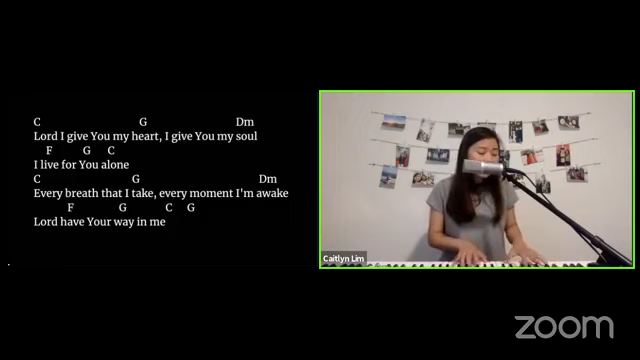 C G Dm
Lord I give You my heart, I give You my soul
F G C
I live for You alone
C G Dm
Every breath that I take, every moment I'm awake
F G C G
Lord have Your way in me
Caitlyn Lim
zoom